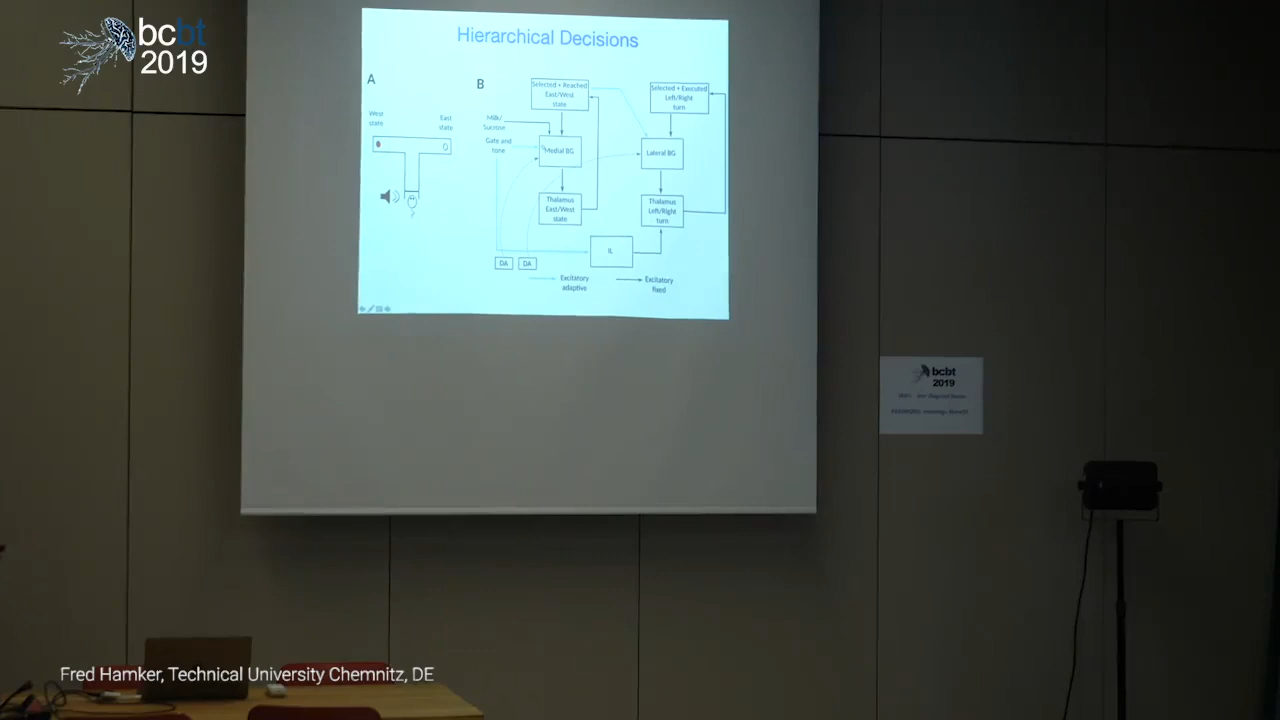 bcbt
2019
Hierarchical Decisions
A
B
West
state
East
state
Selected + Reached
East/West
state
Selected + Executed
Left/Right
turn
Milk/
Sucrose
Gate and
tone
Medial BG
Lateral BG
Thalamus
East/West
state
Thalamus
Left/Right
turn
IL
DA
DA
Excitatory
adaptive
Excitatory
fixed
bcbt
2019
Fred Hamker, Technical University Chemnitz, DE